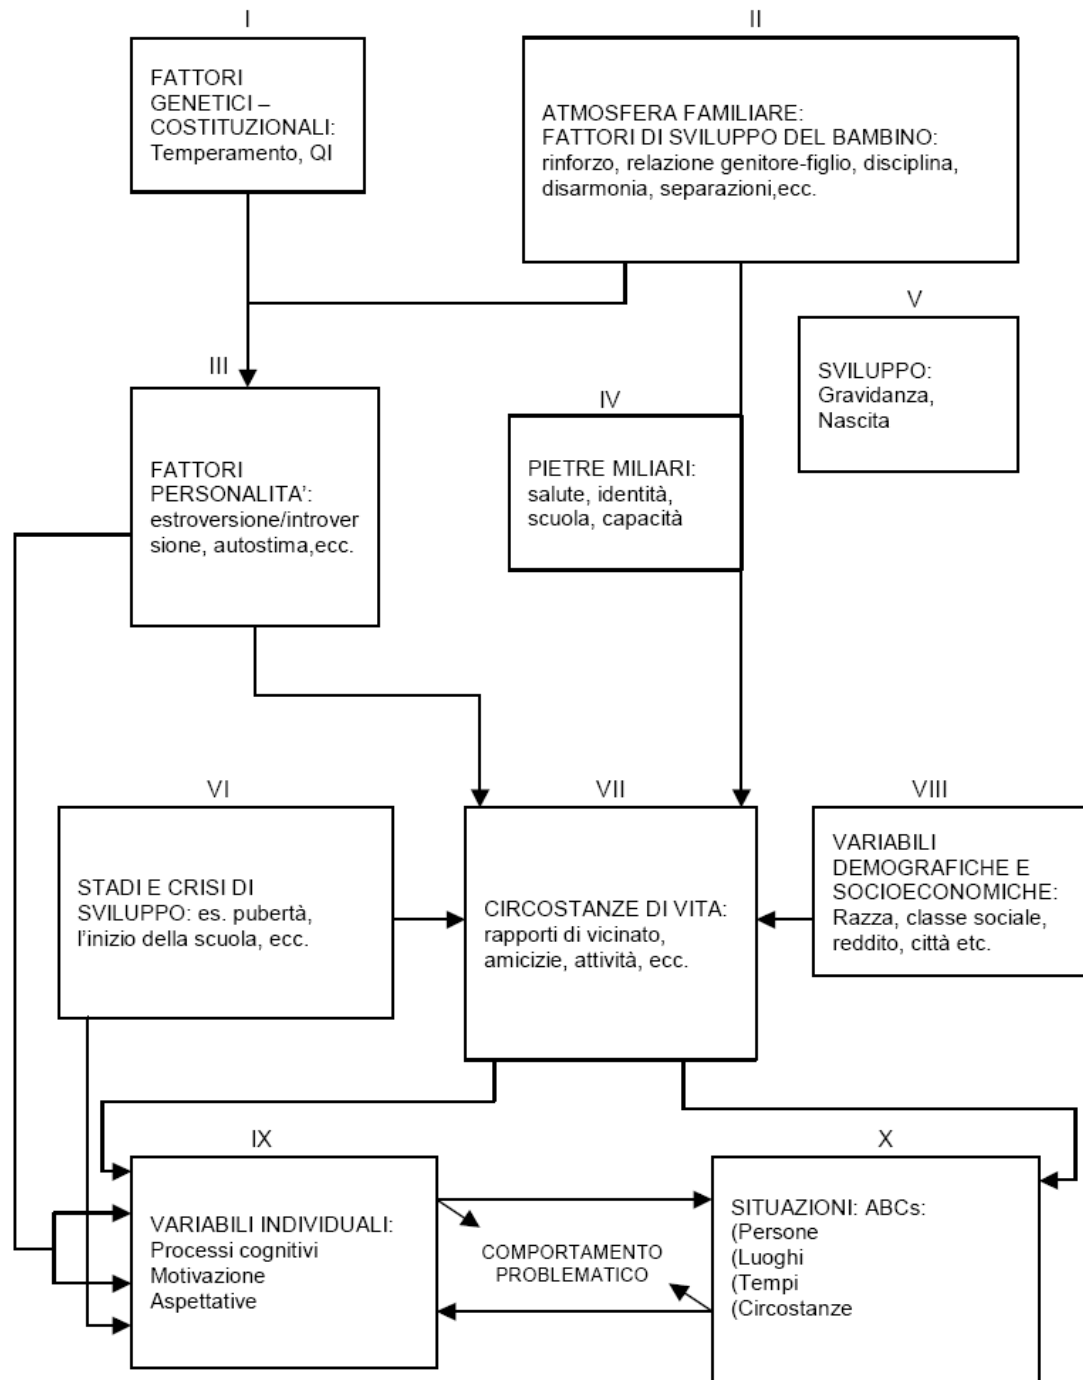 I
FATTORI
GENETICI –
COSTITUZIONALI:
Temperamento, QI
II
ATMOSFERA FAMILIARE:
FATTORI DI SVILUPPO DEL BAMBINO:
rinforzo, relazione genitore-figlio, disciplina,
disarmonia, separazioni,ecc.
III
FATTORI
PERSONALITA’:
estroversione/introver
sione, autostima,ecc.
IV
PIETRE MILIARI:
salute, identità,
scuola, capacità
V
SVILUPPO:
Gravidanza,
Nascita
VI
STADI E CRISI DI
SVILUPPO: es. pubertà,
l’inizio della scuola, ecc.
VII
CIRCOSTANZE DI VITA:
rapporti di vicinato,
amicizie, attività, ecc.
VIII
VARIABILI
DEMOGRAFICHE E
SOCIOECONOMICHE:
Razza, classe sociale,
reddito, città etc.
IX
VARIABILI INDIVIDUALI:
Processi cognitivi
Motivazione
Aspettative
COMPORTAMENTO
PROBLEMATICO
X
SITUAZIONI: ABCs:
(Persone
(Luoghi
(Tempi
(Circostanze